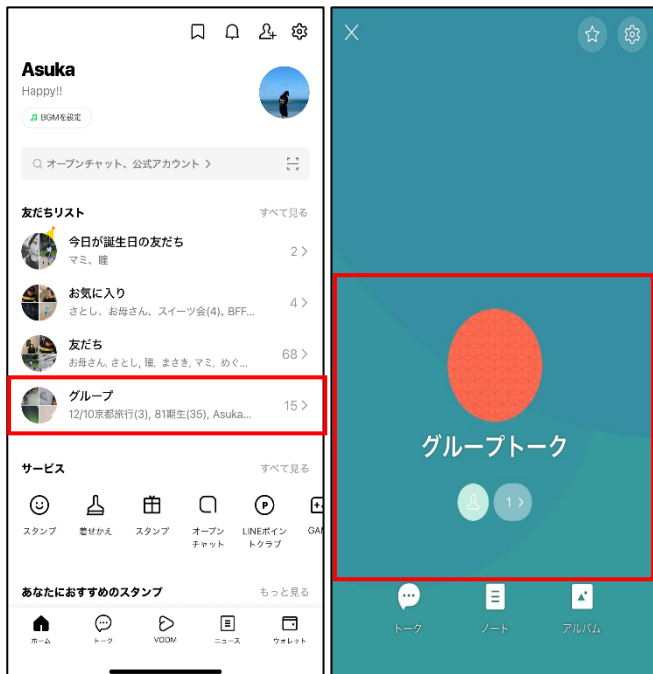 Asuka
Happy!!
BGMを設定
オープンチャット、公式アカウント >
友だちリスト
すべて見る
今日が誕生日の友だち
マミ、瞳
2 >
お気に入り
さとし、お母さん、スイーツ会(4)、BFF...
4 >
友だち
お母さん, さとし, 瞳, まさき, マミ, めぐ...
68 >
グループ
12/10京都旅行(3), 81期生(35), Asuka...
15 >
サービス
すべて見る
スタンプ
着せかえ
スタンプ
オープン
チャット
LINEポイン
トクラブ
GAM
あなたにおすすめのスタンプ
もっと見る
ホーム
トーク
VOOM
ニュース
ウォレット
グループトーク
1 >
トーク
ノート
アルバム